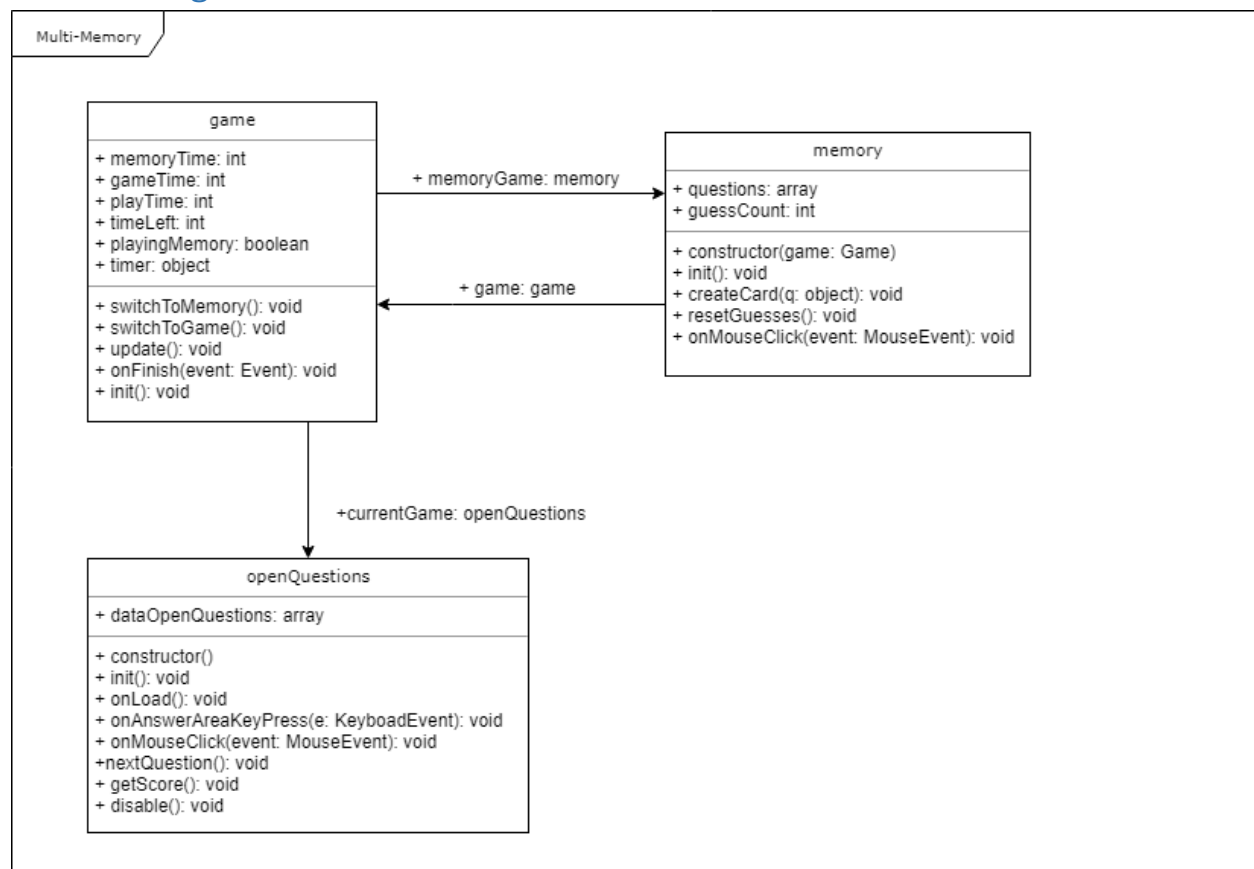 Multi-Memory
game
+ memoryTime: int
+ gameTime: int
+ playTime: int
+ timeLeft: int
+ playingMemory: boolean
+ timer: object
+ switchToMemory(): void
+ switchToGame(): void
+ update(): void
+ onFinish(event: Event): void
+ init(): void
+ memoryGame: memory
+ game: game
memory
+ questions: array
+ guessCount: int
+ constructor(game: Game)
+ init(): void
+ createCard(q: object): void
+ resetGuesses(): void
+ onMouseClick(event: MouseEvent): void
+currentGame: openQuestions
openQuestions
+ dataOpenQuestions: array
+ constructor()
+ init(): void
+ onLoad(): void
+ onAnswerAreaKeyPress(e: KeyboadEvent): void
+ onMouseClick(event: MouseEvent): void
+nextQuestion(): void
+ getScore(): void
+ disable(): void